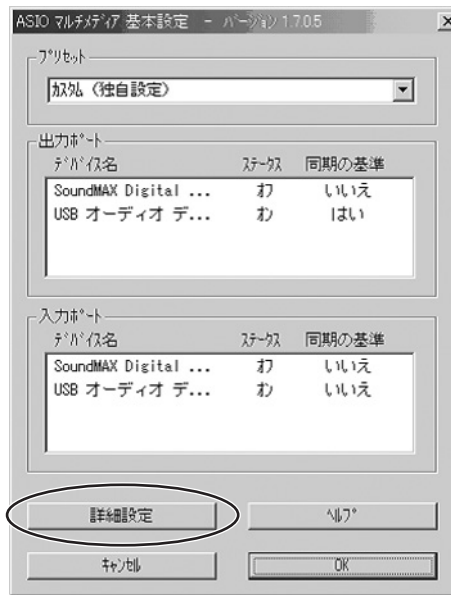 ASIO マルチメディア 基本設定 - バージョン 1.7.0.5
プリセット
カスタム（独自設定）
出力ポート
デバイス名 ステータス 同期の基準
SoundMAX Digital ... オフ いいえ
USB オーディオ デ... オン はい
入力ポート
デバイス名 ステータス 同期の基準
SoundMAX Digital ... オフ いいえ
USB オーディオ デ... オン いいえ
詳細設定 ヘルプ
キャンセル OK